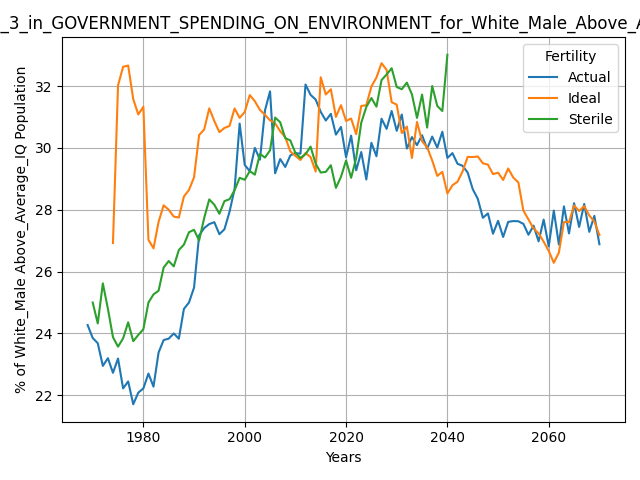 _3_in_GOVERNMENT_SPENDING_ON_ENVIRONMENT_for_White_Male_Above_A
Fertility
Actual
Ideal
Sterile
% of White_Male Above_Average_IQ Population
32
30
28
26
24
22
1980
2000
2020
2040
2060
Years